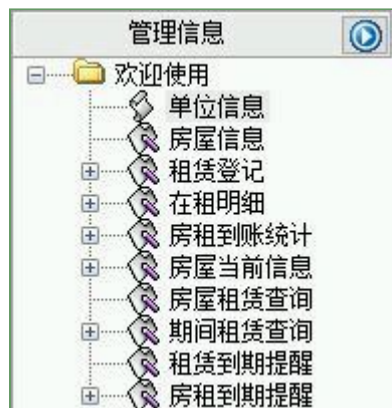 管理信息
欢迎使用
单位信息
房屋信息
租赁登记
在租明细
房租到账统计
房屋当前信息
房屋租赁查询
期间租赁查询
租赁到期提醒
房租到期提醒